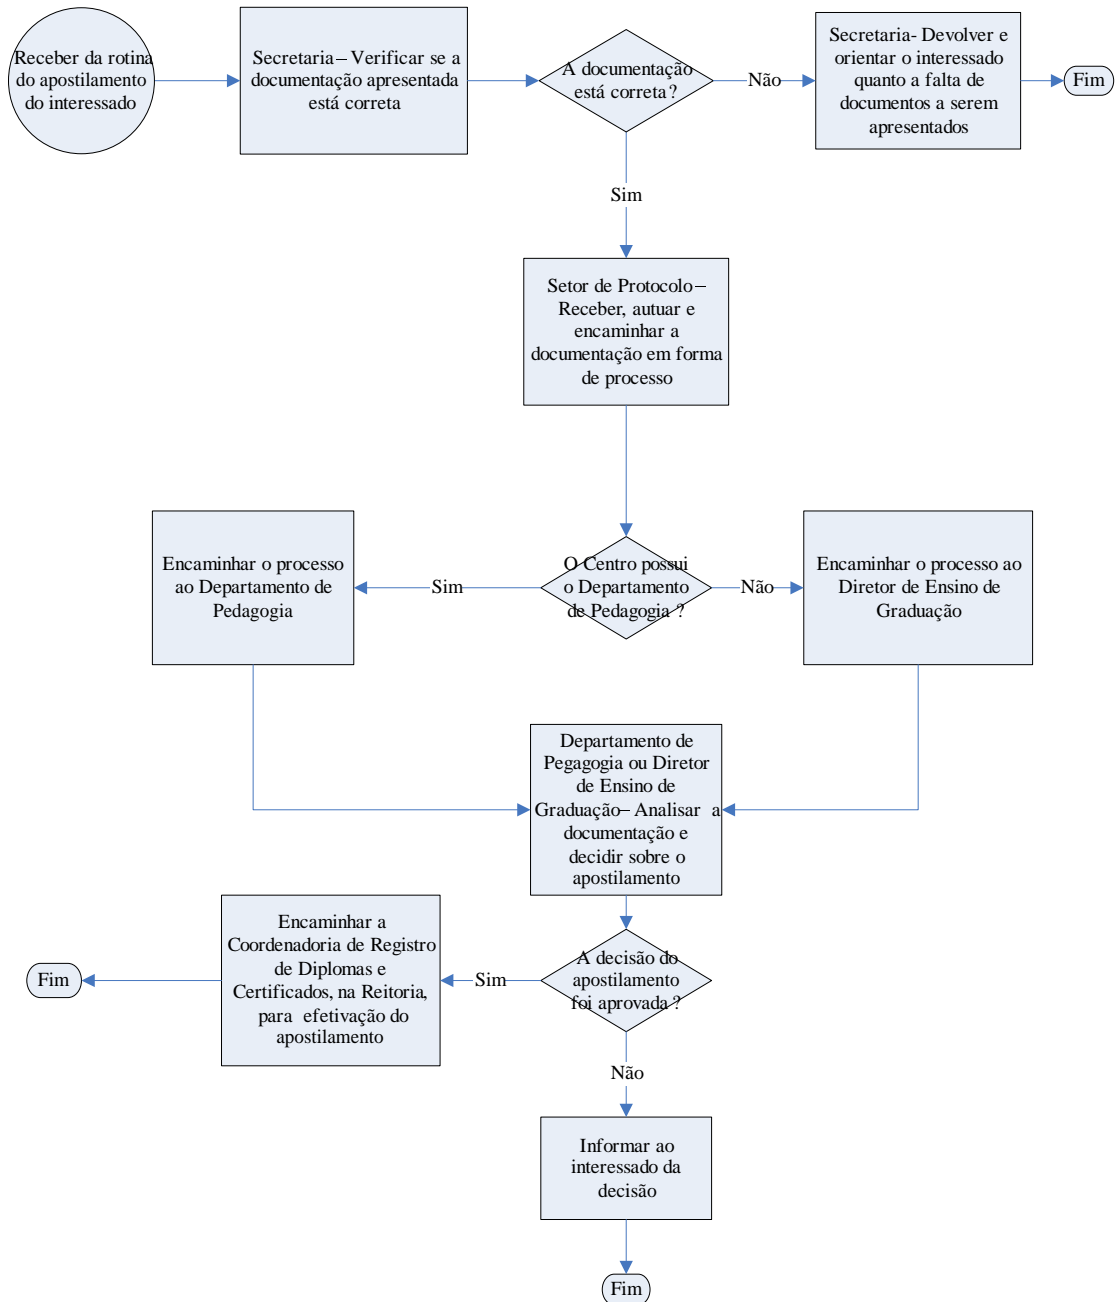 Receber da rotina
do apostilamento
do interessado
Secretaria– Verificar se a
documentação apresentada
está correta
A documentação
está correta?
Não
Secretaria- Devolver e
orientar o interessado
quanto a falta de
documentos a serem
apresentados
Fim
Sim
Setor de Protocolo–
Receber, autuar e
encaminhar a
documentação em forma
de processo
Encaminhar o processo
ao Departamento de
Pedagogia
Sim
O Centro possui
o Departamento
de Pedagogia ?
Não
Encaminhar o processo ao
Diretor de Ensino de
Graduação
Departamento de
Pegagogia ou Diretor
de Ensino de
Graduação– Analisar a
documentação e
decidir sobre o
apostilamento
Fim
Encaminhar a
Coordenadoria de Registro
de Diplomas e
Certificados, na Reitoria,
para efetivação do
apostilamento
Sim
A decisão do
apostilamento
foi aprovada ?
Não
Informar ao
interessado da
decisão
Fim